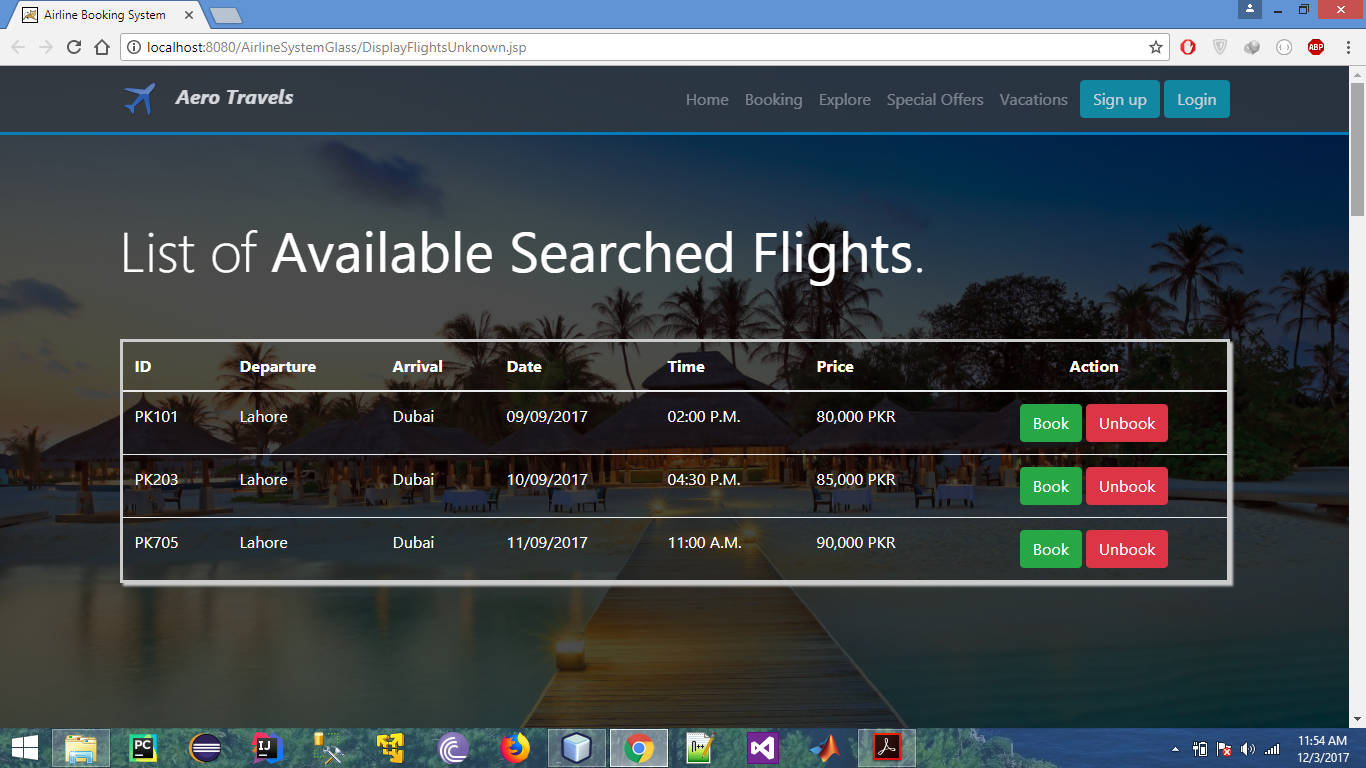 Airline Booking System
localhost:8080/AirlineSystemGlass/DisplayFlightsUnknown.jsp
ABP
Aero Travels
Home Booking Explore Special Offers Vacations Sign up Login
List of Available Searched Flights.
ID Departure Arrival Date Time Price Action
PK101 Lahore Dubai 09/09/2017 02:00 P.M. 80,000 PKR Book Unbook
PK203 Lahore Dubai 10/09/2017 04:30 P.M. 85,000 PKR Book Unbook
PK705 Lahore Dubai 11/09/2017 11:00 A.M. 90,000 PKR Book Unbook
PC IJ
11:54 AM
12/3/2017